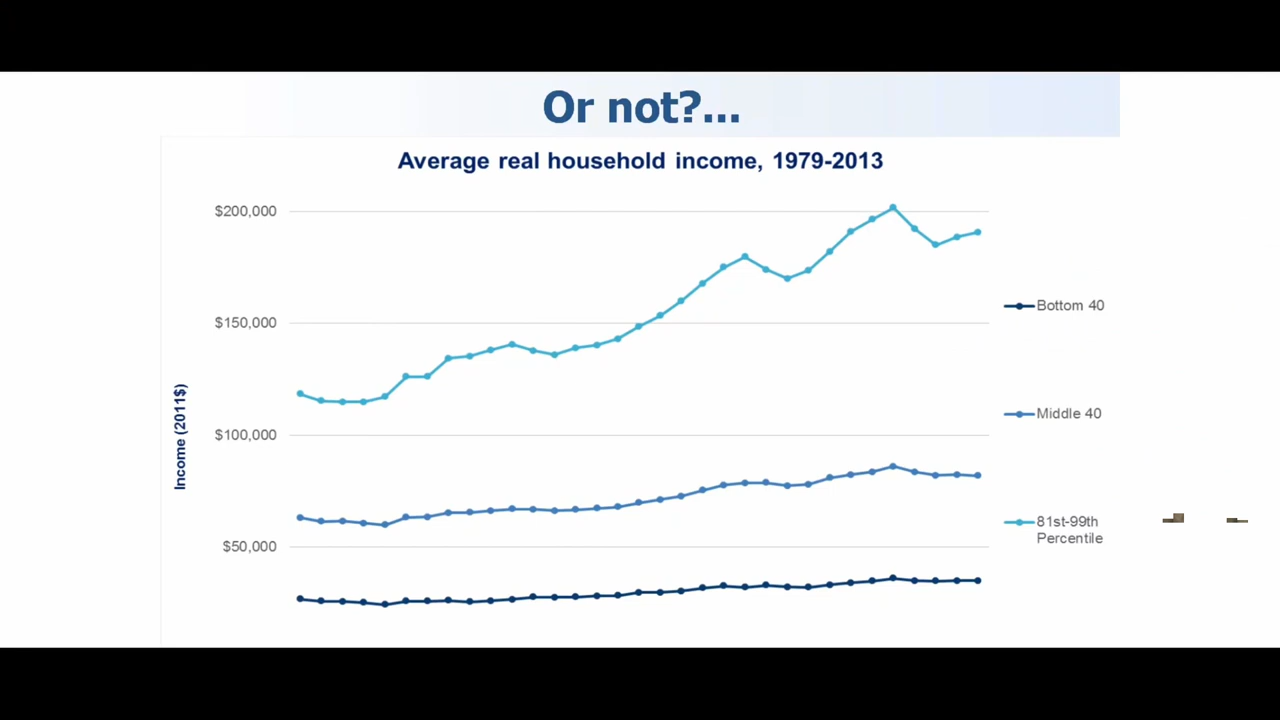 Or not?...
Average real household income, 1979-2013
$200,000
$150,000
$100,000
$50,000
Income (2011$)
Bottom 40
Middle 40
81st-99th
Percentile